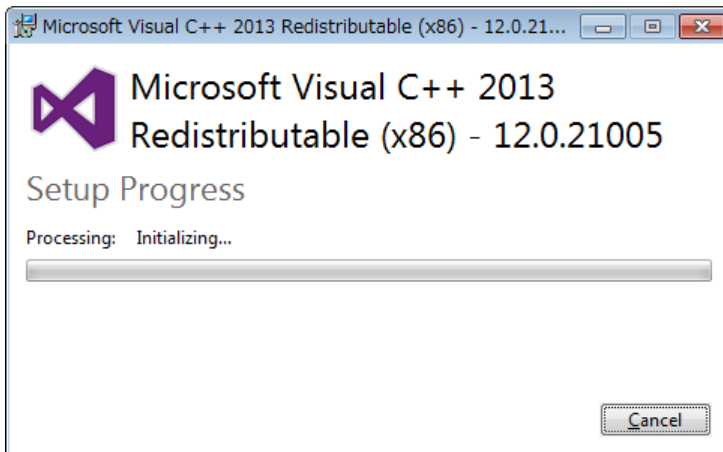 Microsoft Visual C++ 2013 Redistributable (x86) - 12.0.21...
Microsoft Visual C++ 2013
Redistributable (x86) - 12.0.21005
Setup Progress
Processing: Initializing...
Cancel